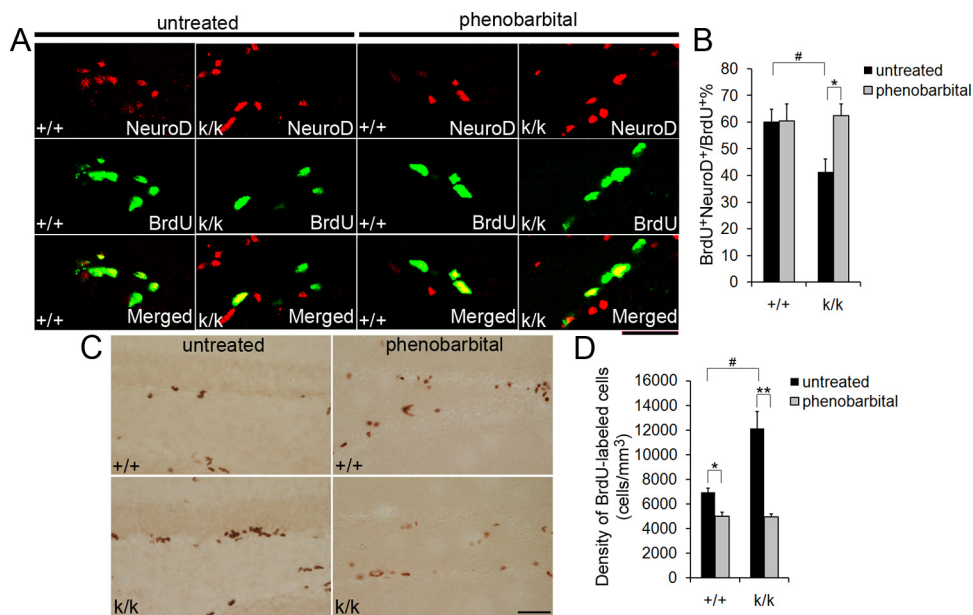 untreated
phenobarbital
A
+/+ NeuroD
k/k NeuroD
+/+ NeuroD
k/k NeuroD
+/+ BrdU
k/k BrdU
+/+ BrdU
k/k BrdU
+/+ Merged
k/k Merged
+/+ Merged
k/k Merged
B
BrdU⁺NeuroD⁺/BrdU⁺%
80
70
60
50
40
30
20
10
0
#
*
untreated
phenobarbital
+/+
k/k
C
untreated
phenobarbital
+/+
+/+
k/k
k/k
D
Density of BrdU-labeled cells
(cells/mm³)
16000
14000
12000
10000
8000
6000
4000
2000
0
#
**
*
untreated
phenobarbital
+/+
k/k